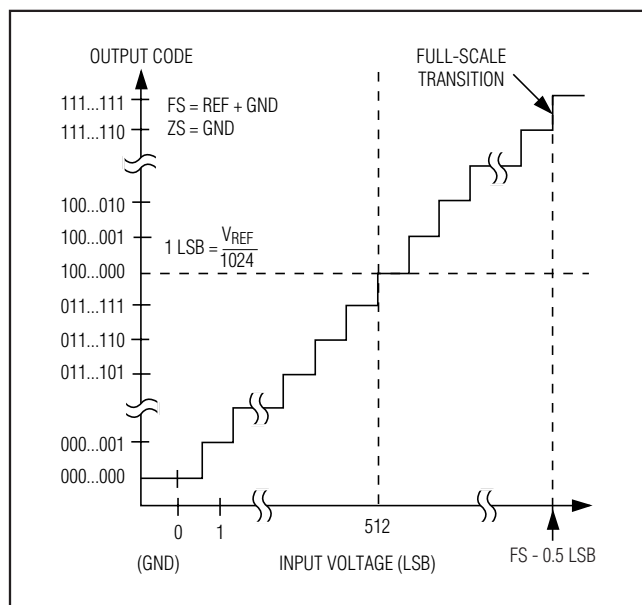 OUTPUT CODE
FULL-SCALE
TRANSITION
111...111
FS = REF + GND
111...110
ZS = GND
100...010
100...001
1 LSB = VREF
1024
100...000
011...111
011...110
011...101
000...001
000...000
0
1
512
(GND)
INPUT VOLTAGE (LSB)
FS - 0.5 LSB